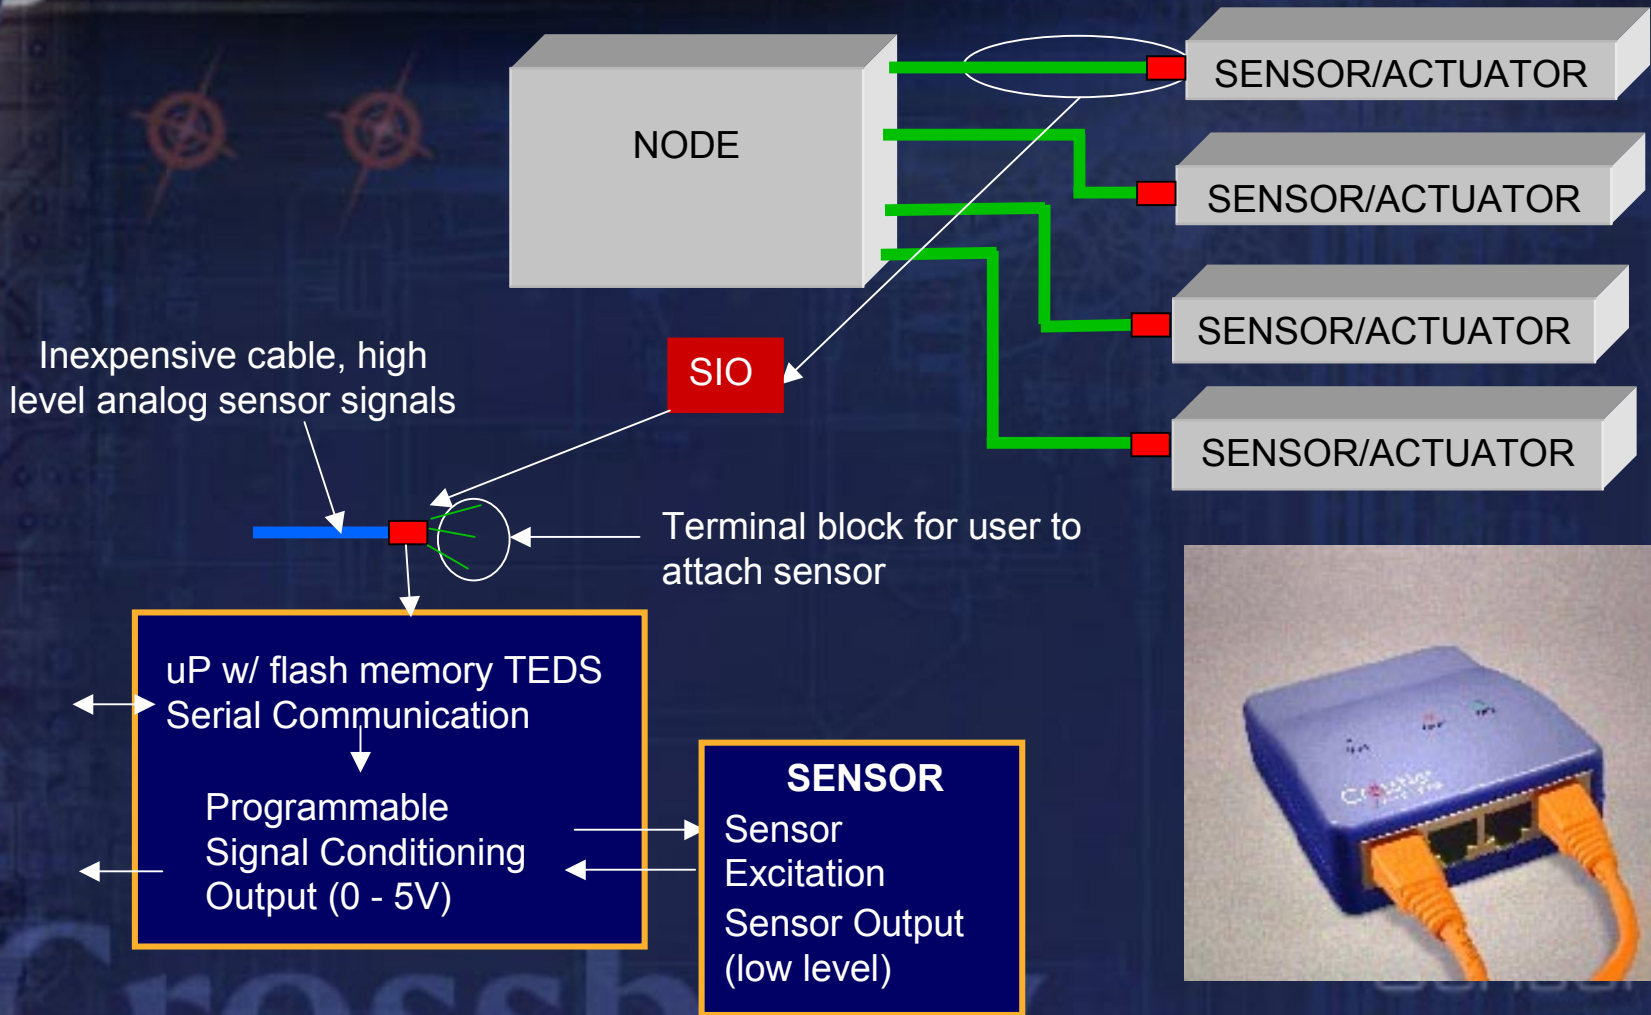 NODE
SENSOR/ACTUATOR
SENSOR/ACTUATOR
SENSOR/ACTUATOR
SENSOR/ACTUATOR
Inexpensive cable, high
level analog sensor signals
SIO
Terminal block for user to
attach sensor
uP w/ flash memory TEDS
Serial Communication
Programmable
Signal Conditioning
Output (0 - 5V)
SENSOR
Sensor
Excitation
Sensor Output
(low level)